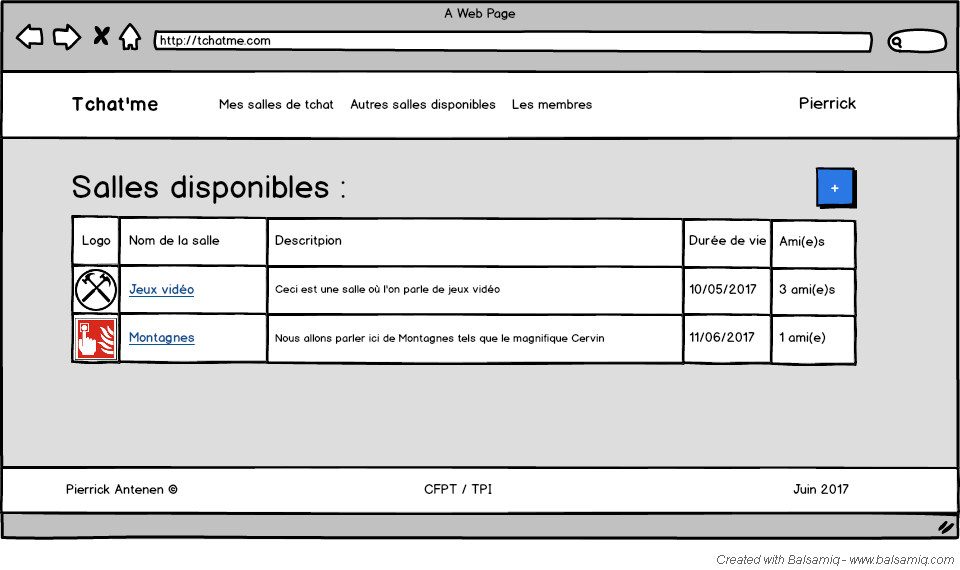 A Web Page
http://tchatme.com
Tchat'me Mes salles de tchat Autres salles disponibles Les membres Pierrick
Salles disponibles : +
Logo Nom de la salle Descritpion Durée de vie Ami(e)s
Jeux vidéo Ceci est une salle où l'on parle de jeux vidéo 10/05/2017 3 ami(e)s
Montagnes Nous allons parler ici de Montagnes tels que le magnifique Cervin 11/06/2017 1 ami(e)
Pierrick Antenen © CFPT / TPI Juin 2017
Created with Balsamiq - www.balsamiq.com